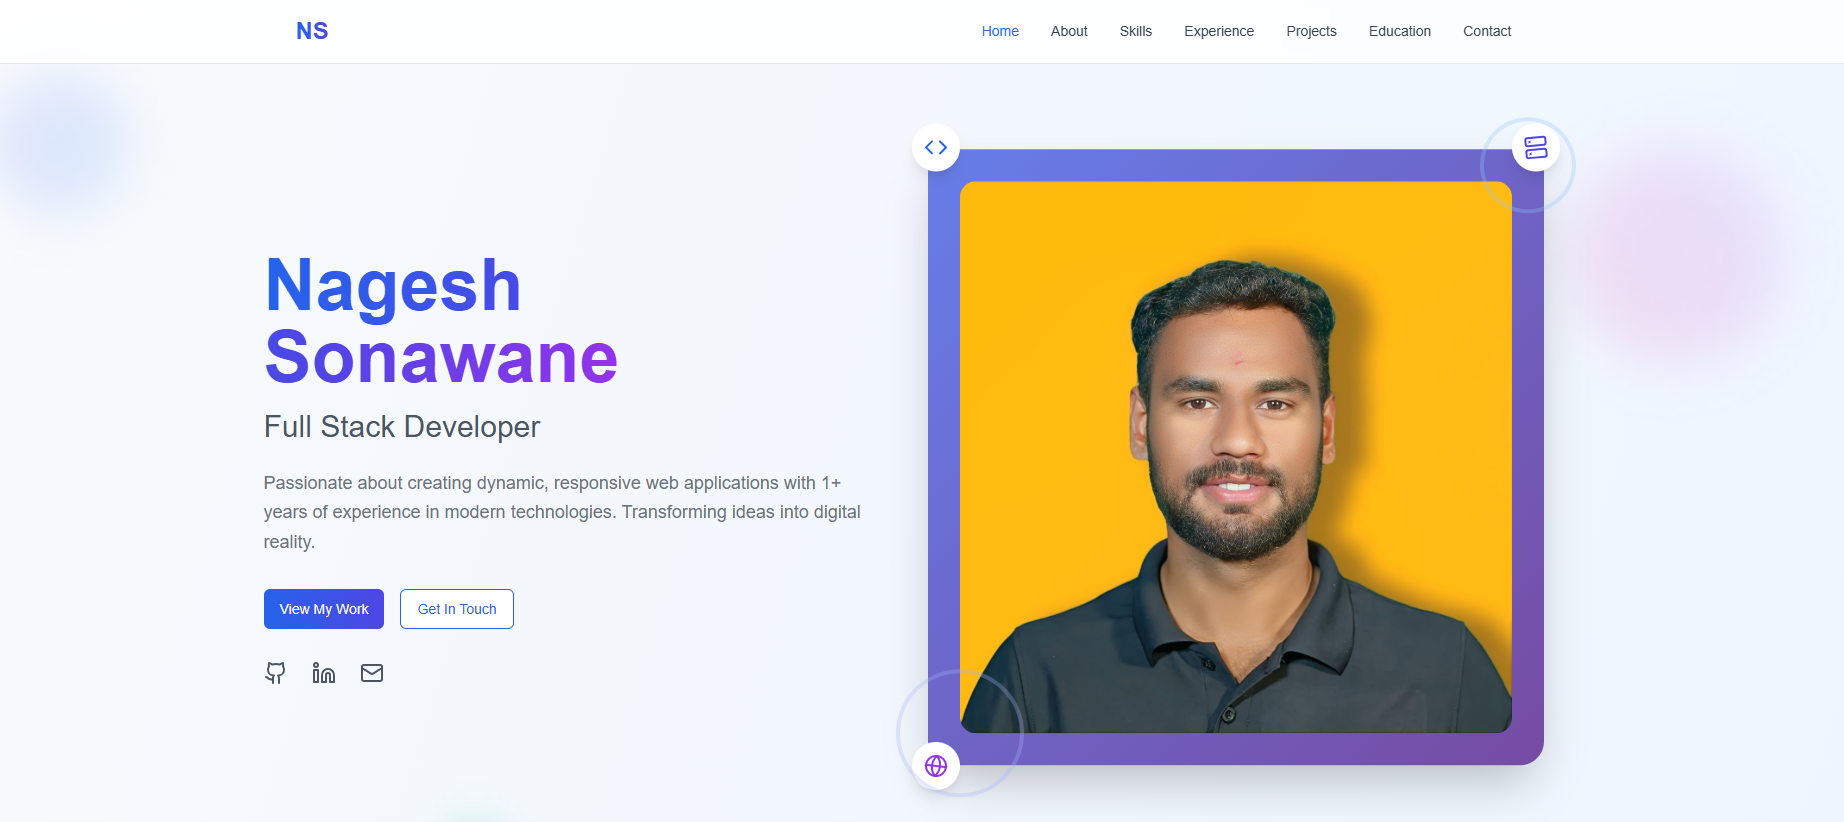 NS
Home About Skills Experience Projects Education Contact
Nagesh
Sonawane
Full Stack Developer
Passionate about creating dynamic, responsive web applications with 1+
years of experience in modern technologies. Transforming ideas into digital
reality.
View My Work Get In Touch